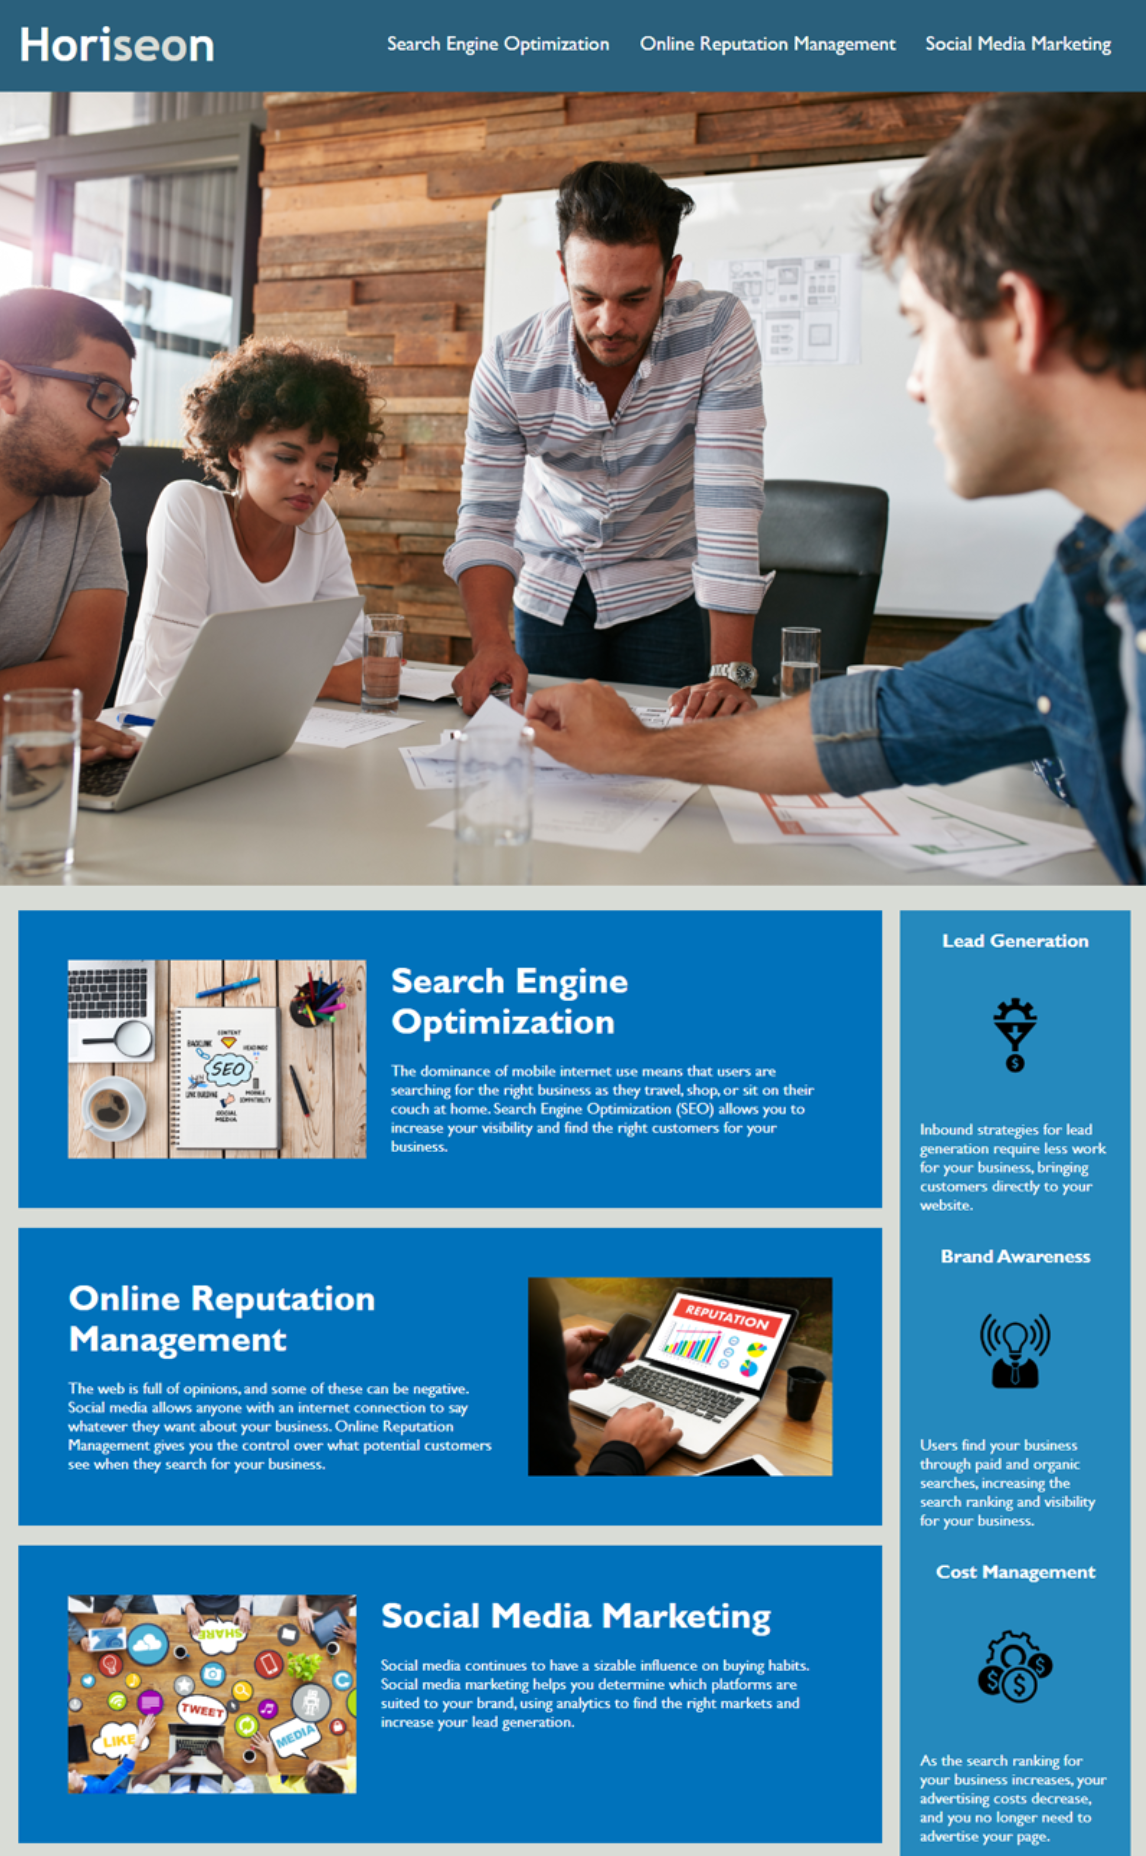 Horiseon
Search Engine Optimization
Online Reputation Management
Social Media Marketing
Search Engine
Optimization
The dominance of mobile internet use means that users are
searching for the right business as they travel, shop, or sit on their
couch at home. Search Engine Optimization (SEO) allows you to
increase your visibility and find the right customers for your
business.
CONTENT
BACKLINK
HEADINGS
SEO
LINK BUILDING
MOBILE
COMPATIBILITY
SOCIAL
MEDIA
Online Reputation
Management
The web is full of opinions, and some of these can be negative.
Social media allows anyone with an internet connection to say
whatever they want about your business. Online Reputation
Management gives you the control over what potential customers
see when they search for your business.
REPUTATION
Social Media Marketing
Social media continues to have a sizable influence on buying habits.
Social media marketing helps you determine which platforms are
suited to your brand, using analytics to find the right markets and
increase your lead generation.
SHARE
TWEET
LIKE
MEDIA
Lead Generation
$
Inbound strategies for lead
generation require less work
for your business, bringing
customers directly to your
website.
Brand Awareness
Users find your business
through paid and organic
searches, increasing the
search ranking and visibility
for your business.
Cost Management
$ $ $
As the search ranking for
your business increases, your
advertising costs decrease,
and you no longer need to
advertise your page.